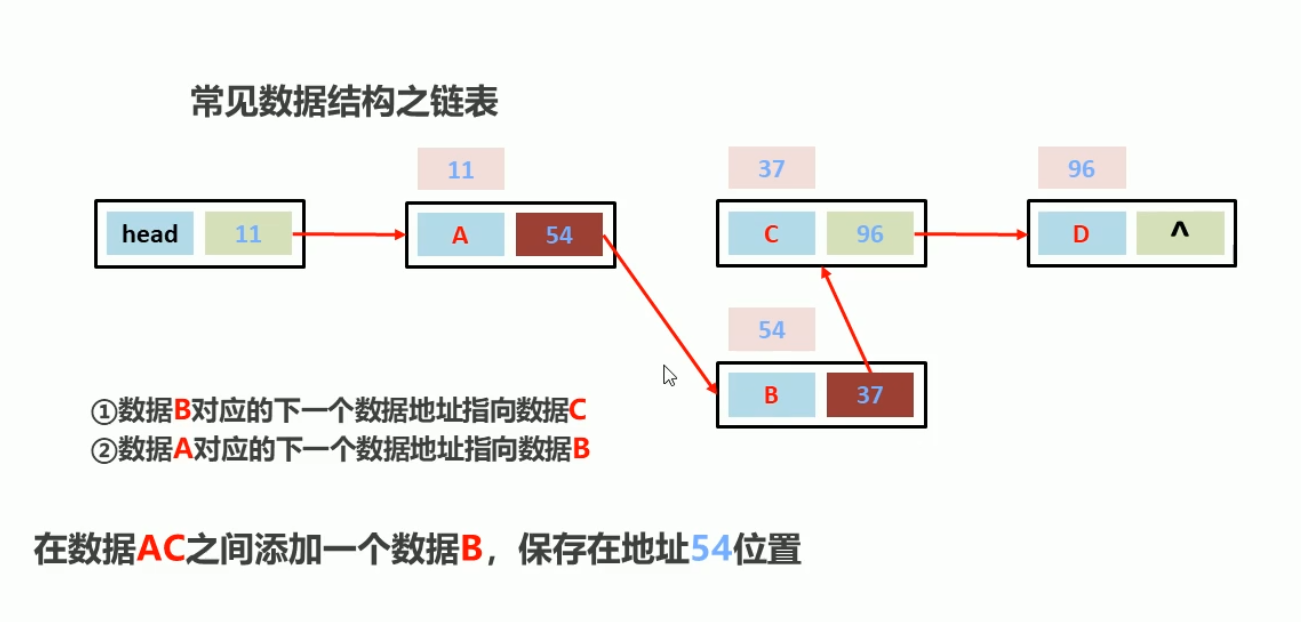 常见数据结构之链表
11 37 96
head 11 A 54 C 96 D ^
54
B 37
①数据B对应的下一个数据地址指向数据C
②数据A对应的下一个数据地址指向数据B
在数据AC之间添加一个数据B，保存在地址54位置